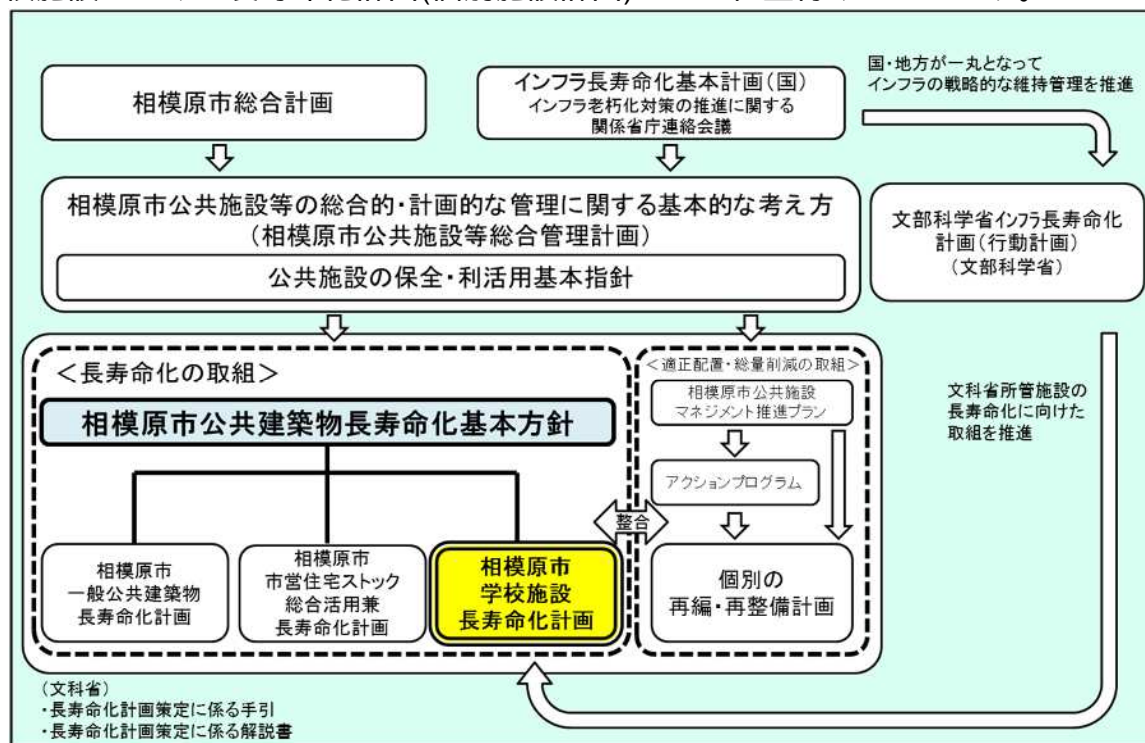 相模原市総合計画
インフラ長寿命化基本計画(国)
インフラ老朽化対策の推進に関する
関係省庁連絡会議
国・地方が一丸となって
インフラの戦略的な維持管理を推進
相模原市公共施設等の総合的・計画的な管理に関する基本的な考え方
(相模原市公共施設等総合管理計画)
公共施設の保全・利活用基本指針
文部科学省インフラ長寿命化
計画(行動計画)
(文部科学省)
<長寿命化の取組>
相模原市公共建築物長寿命化基本方針
相模原市
一般公共建築物
長寿命化計画
相模原市
市営住宅ストック
総合活用兼
長寿命化計画
相模原市
学校施設
長寿命化計画
整合
<適正配置・総量削減の取組>
相模原市公共施設
マネジメント推進プラン
アクションプログラム
個別の
再編・再整備計画
文科省所管施設の
長寿命化に向けた
取組を推進
(文科省)
・長寿命化計画策定に係る手引
・長寿命化計画策定に係る解説書